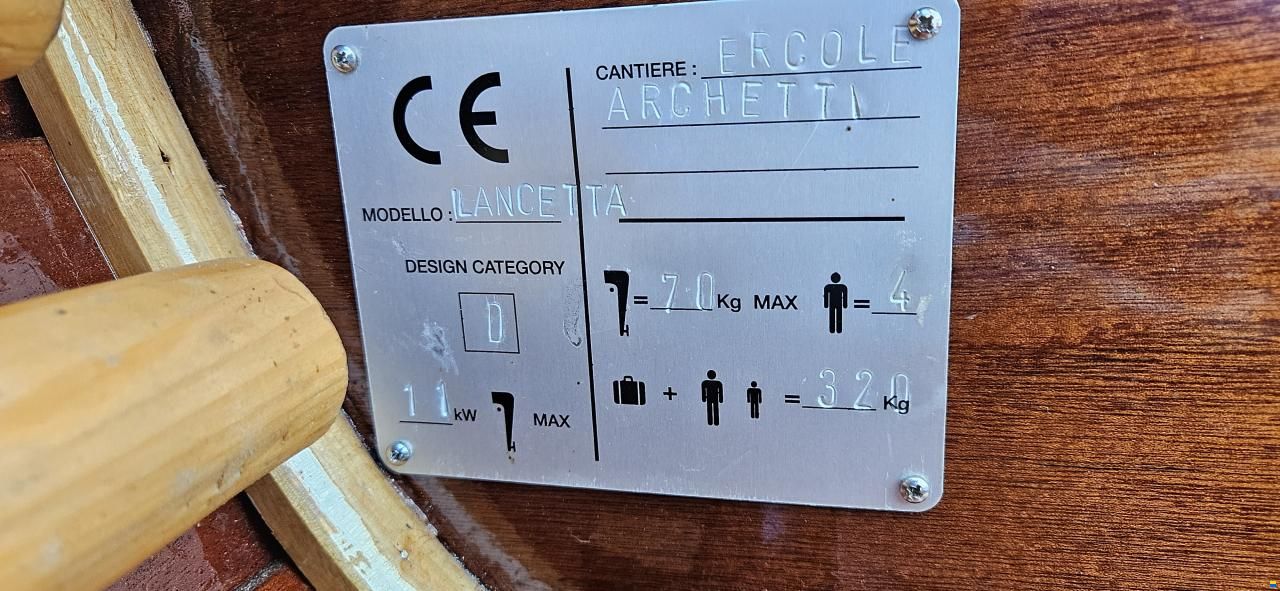 CE
MODELLO: LANCETTA
DESIGN CATEGORY
D
11 kW MAX
CANTIERE: ERCOLE
ARCHETTI
= 70 Kg MAX = 4
+ = 320 Kg